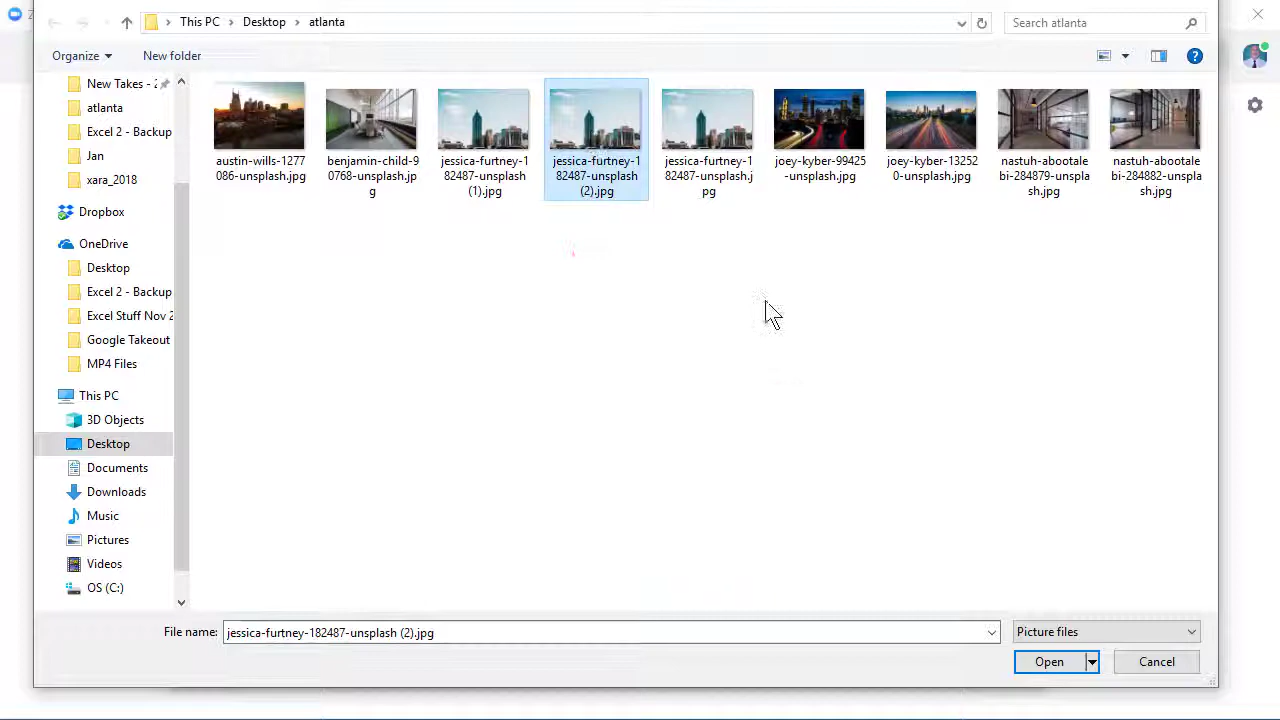 This PC > Desktop > atlanta
Search atlanta
Organize
New folder
New Takes - 2
atlanta
Excel 2 - Backup
Jan
xara_2018
Dropbox
OneDrive
Desktop
Excel 2 - Backup
Excel Stuff Nov 2
Google Takeout
MP4 Files
This PC
3D Objects
Desktop
Documents
Downloads
Music
Pictures
Videos
OS (C:)
austin-wills-1277
086-unsplash.jpg
benjamin-child-9
0768-unsplash.jp
g
jessica-furtney-1
82487-unsplash
(1).jpg
jessica-furtney-1
82487-unsplash
(2).jpg
jessica-furtney-1
82487-unsplash.j
pg
joey-kyber-99425
-unsplash.jpg
joey-kyber-13252
0-unsplash.jpg
nastuh-abootale
bi-284879-unspla
sh.jpg
nastuh-abootale
bi-284882-unspla
sh.jpg
File name:
jessica-furtney-182487-unsplash (2).jpg
Picture files
Open
Cancel